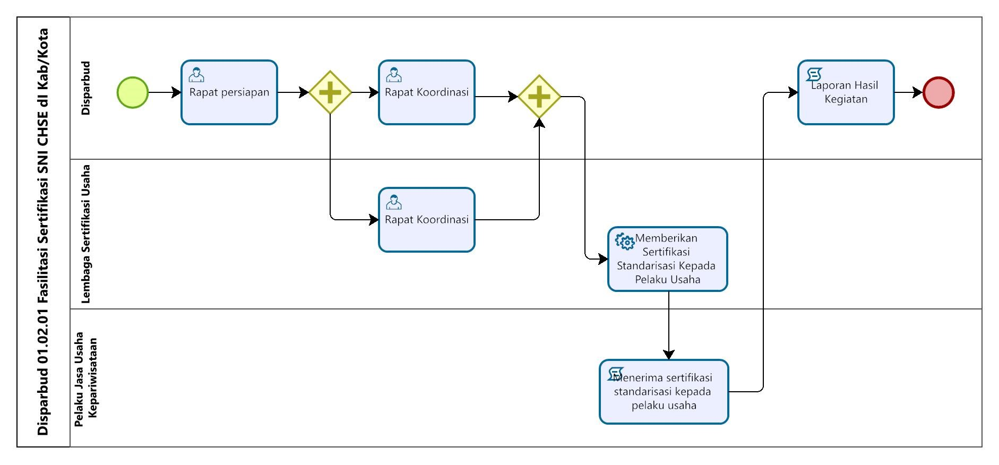 Disparbud 01.02.01 Fasilitasi Sertifikasi SNI CHSE dI Kab/Kota
Disparbud
Rapat persiapan
Rapat Koordinasi
Laporan Hasil
Kegiatan
Lembaga Sertifikasi Usaha
Rapat Koordinasi
Memberikan
Sertifikasi
Standarisasi Kepada
Pelaku Usaha
Pelaku Jasa Usaha
Kepariwisataan
Menerima sertifikasi
standarisasi kepada
pelaku usaha